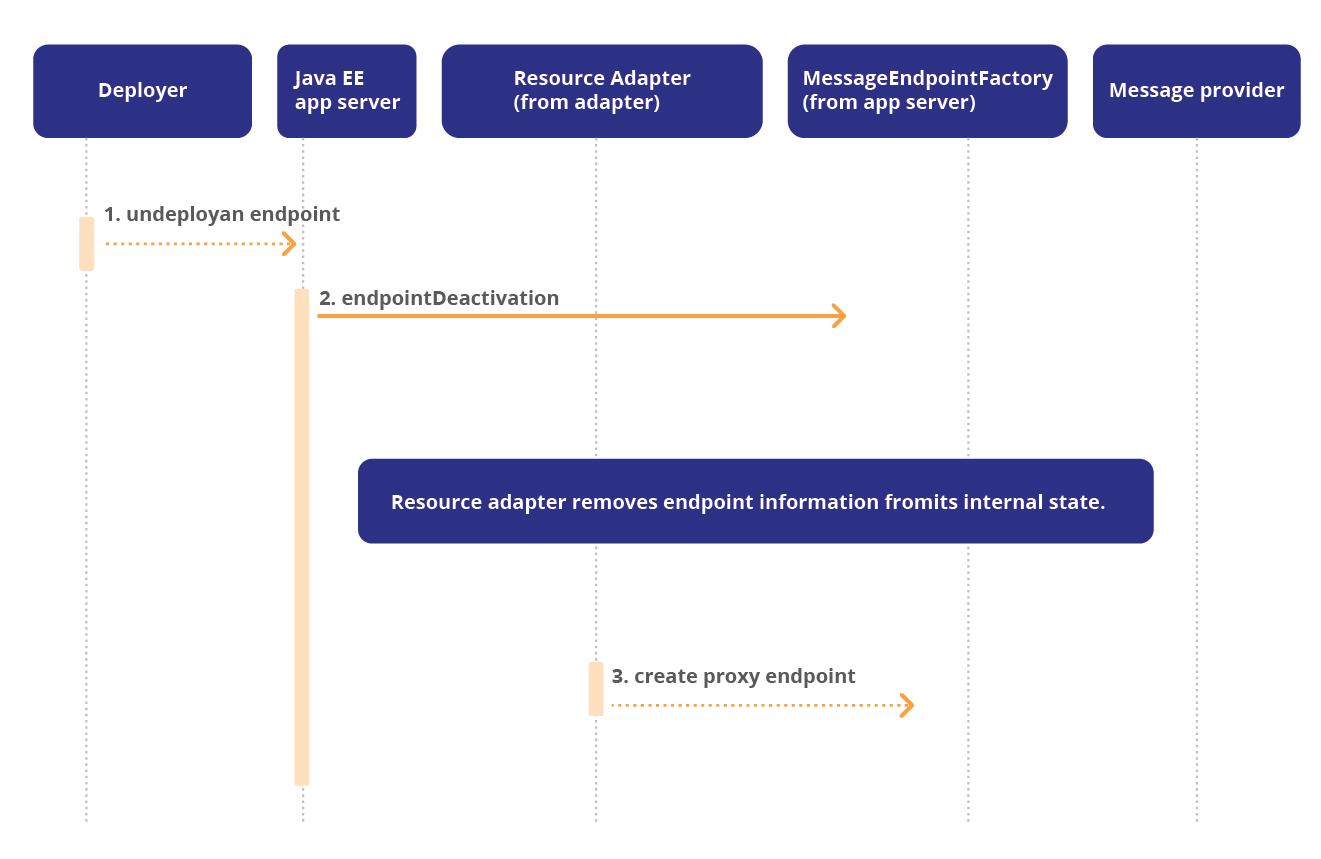 Deployer
Java EE
app server
Resource Adapter
(from adapter)
MessageEndpointFactory
(from app server)
Message provider
1. undeployan endpoint
2. endpointDeactivation
Resource adapter removes endpoint information fromits internal state.
3. create proxy endpoint